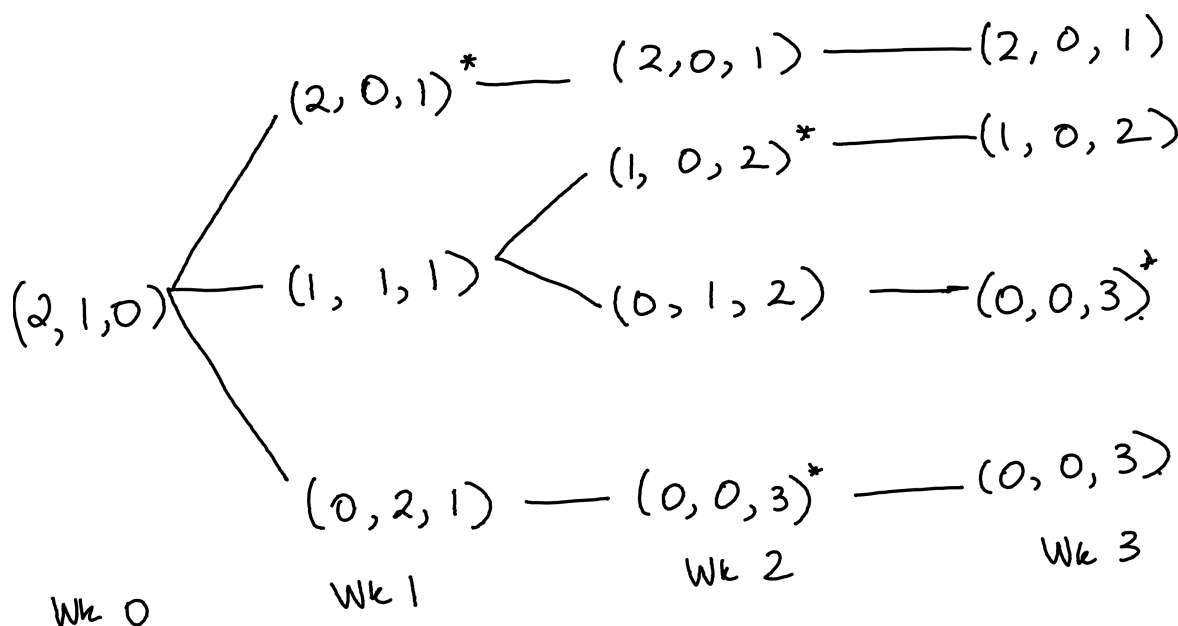 (2, 0, 1)* (2, 0, 1) (2, 0, 1)
(1, 0, 2)* (1, 0, 2)
(2, 1, 0) (1, 1, 1) (0, 1, 2) (0, 0, 3)*
(0, 2, 1) (0, 0, 3)* (0, 0, 3)
Wk 0 Wk 1 Wk 2 Wk 3